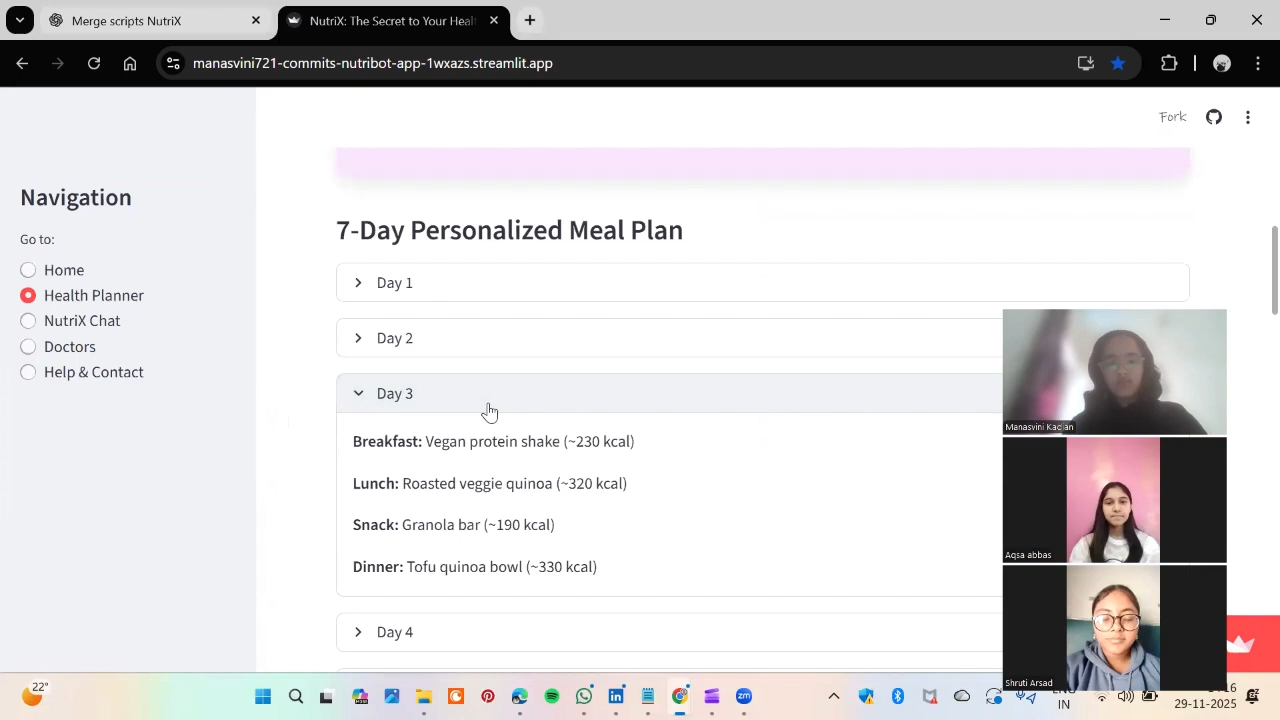 Merge scripts NutriX
NutriX: The Secret to Your Heal
manasvini721-commits-nutribot-app-1wxazs.streamlit.app
Fork
Navigation
Go to:
Home
Health Planner
NutriX Chat
Doctors
Help & Contact
7-Day Personalized Meal Plan
Day 1
Day 2
Day 3
Breakfast: Vegan protein shake (~230 kcal)
Lunch: Roasted veggie quinoa (~320 kcal)
Snack: Granola bar (~190 kcal)
Dinner: Tofu quinoa bowl (~330 kcal)
Day 4
Manasvini Kadian
Aqsa abbas
Shruti Arsad
22°
ENG
IN
29-11-2025